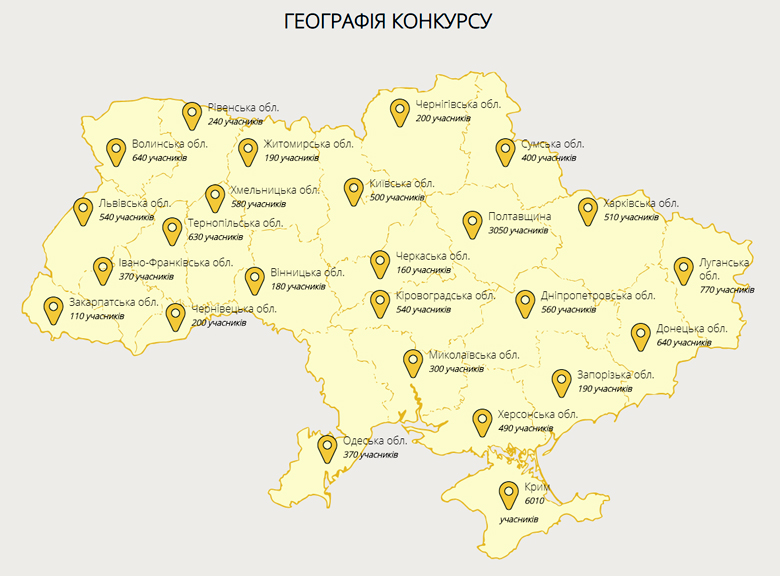 ГЕОГРАФІЯ КОНКУРСУ
Рівенська обл.
240 учасників
Чернігівська обл.
200 учасників
Волинська обл.
640 учасників
Житомирська обл.
190 учасників
Сумська обл.
400 учасників
Хмельницька обл.
580 учасників
Київська обл.
500 учасників
Львівська обл.
540 учасників
Харківська обл.
510 учасників
Тернопільська обл.
630 учасників
Полтавщина
3050 учасників
Івано-Франківська обл.
370 учасників
Вінницька обл.
180 учасників
Черкаська обл.
160 учасників
Луганська
обл.
770 учасників
Закарпатська обл.
110 учасників
Чернівецька обл.
200 учасників
Кіровоградська обл.
540 учасників
Дніпропетровська обл.
560 учасників
Донецька обл.
640 учасників
Миколаївська обл.
300 учасників
Запорізька обл.
190 учасників
Херсонська обл.
490 учасників
Одеська обл.
370 учасників
Крим
6010
учасників